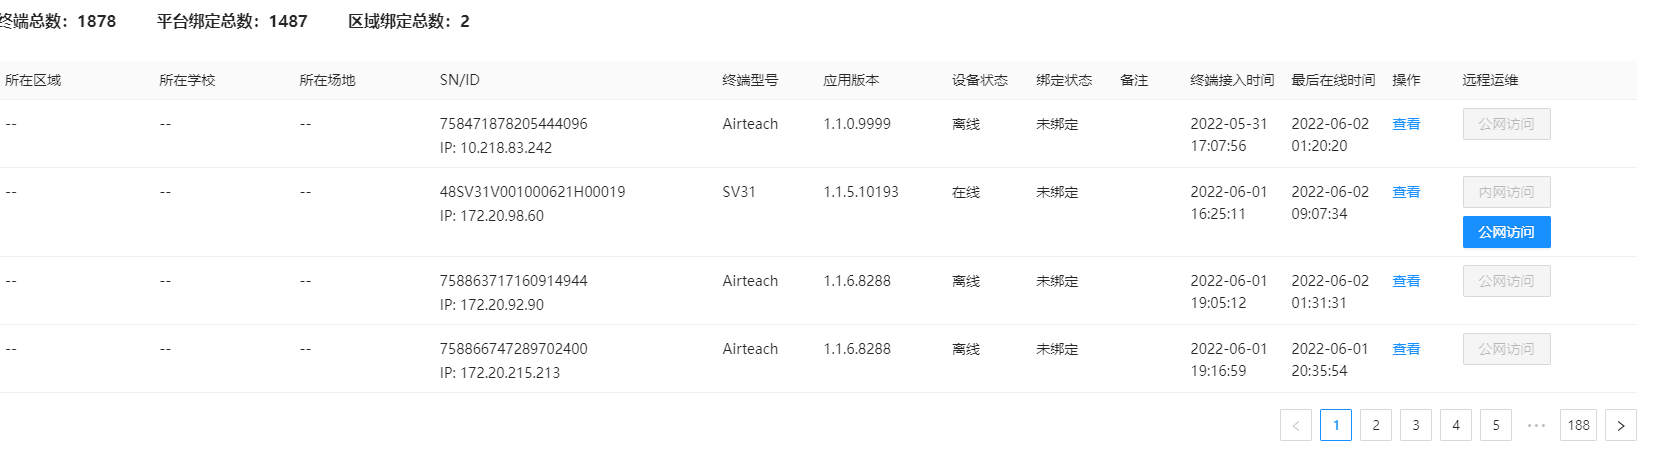 终端总数：1878 平台绑定总数：1487 区域绑定总数：2
所在区域 所在学校 所在场地 SN/ID 终端型号 应用版本 设备状态 绑定状态 备注 终端接入时间 最后在线时间 操作 远程运维
-- -- -- 758471878205444096 Airteach 1.1.0.9999 离线 未绑定 2022-05-31 2022-06-02 查看 公网访问
IP: 10.218.83.242 17:07:56 01:20:20
-- -- -- 48SV31V001000621H00019 SV31 1.1.5.10193 在线 未绑定 2022-06-01 2022-06-02 查看 内网访问
IP: 172.20.98.60 16:25:11 09:07:34
公网访问
-- -- -- 758863717160914944 Airteach 1.1.6.8288 离线 未绑定 2022-06-01 2022-06-02 查看 公网访问
IP: 172.20.92.90 19:05:12 01:31:31
-- -- -- 758866747289702400 Airteach 1.1.6.8288 离线 未绑定 2022-06-01 2022-06-01 查看 公网访问
IP: 172.20.215.213 19:16:59 20:35:54
< 1 2 3 4 5 ••• 188 >